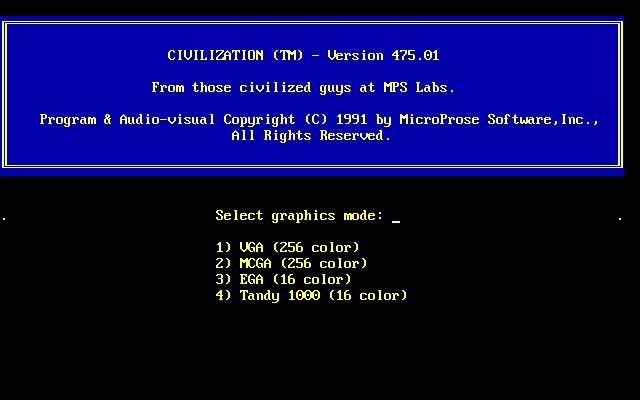 CIVILIZATION (TM) - Version 475.01
From those civilized guys at MPS Labs.
Program & Audio-visual Copyright (C) 1991 by MicroProse Software,Inc.,
All Rights Reserved.
. Select graphics mode: _ .
1) VGA (256 color)
2) MCGA (256 color)
3) EGA (16 color)
4) Tandy 1000 (16 color)